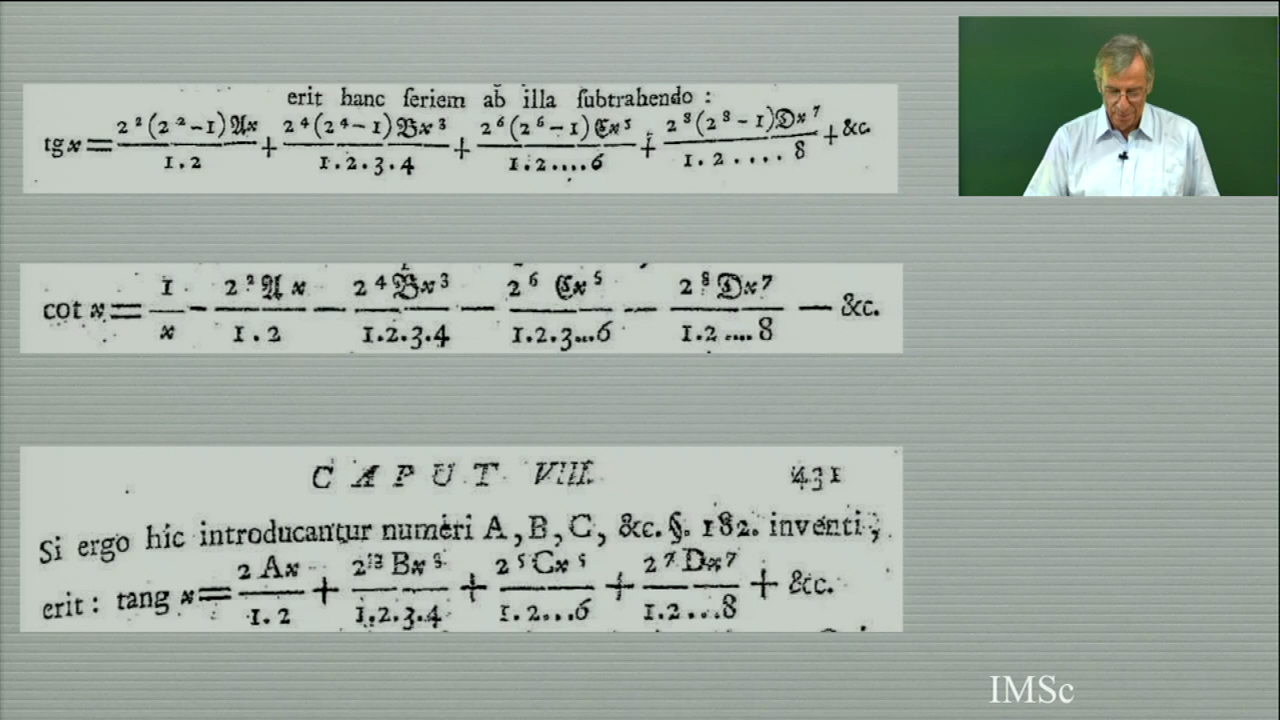 erit hanc ſeriem ab illa ſubtrahendo :
tg x = 2²(2²-1)𝔄x / 1.2 + 2⁴(2⁴-1)𝔅x³ / 1.2.3.4 + 2⁶(2⁶-1)ℭx⁵ / 1.2....6 + 2⁸(2⁸-1)𝔇x⁷ / 1.2....8 + &c.
cot x = 1 / x - 2²𝔄x / 1.2 - 2⁴𝔅x³ / 1.2.3.4 - 2⁶ℭx⁵ / 1.2.3...6 - 2⁸𝔇x⁷ / 1.2....8 - &c.
CAPUT VIII. 431
Si ergo hic introducantur numeri A, B, C, &c. §. 182. inventi;
erit : tang x = 2Ax / 1.2 + 2³Bx³ / 1.2.3.4 + 2⁵Cx⁵ / 1.2...6 + 2⁷Dx⁷ / 1.2...8 + &c.
IMSc